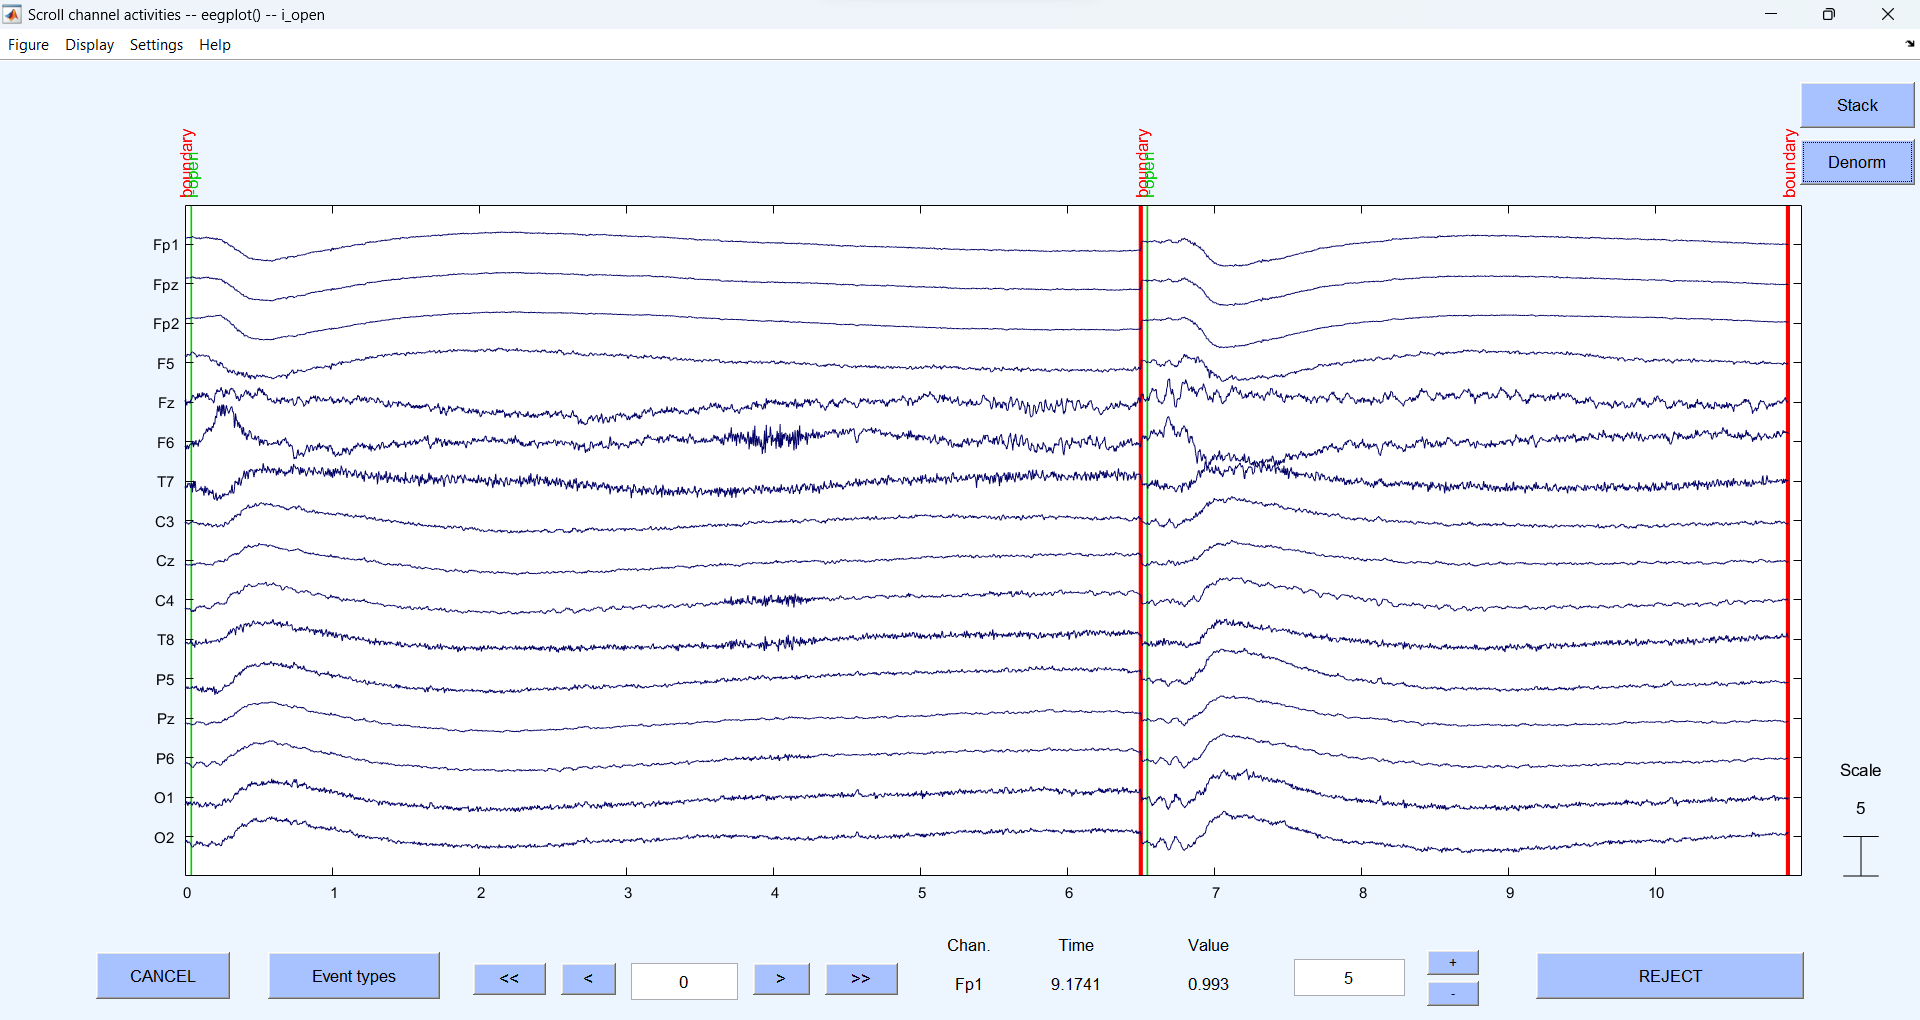 Scroll channel activities -- eegplot() -- i_open
Figure Display Settings Help
Stack
Denorm
boundary
open
boundary
open
boundary
Fp1
Fpz
Fp2
F5
Fz
F6
T7
C3
Cz
C4
T8
P5
Pz
P6
O1
O2
0 1 2 3 4 5 6 7 8 9 10
Scale
5
Chan. Time Value
Fp1 9.1741 0.993
CANCEL
Event types
<< < 0 > >>
5
+
-
REJECT